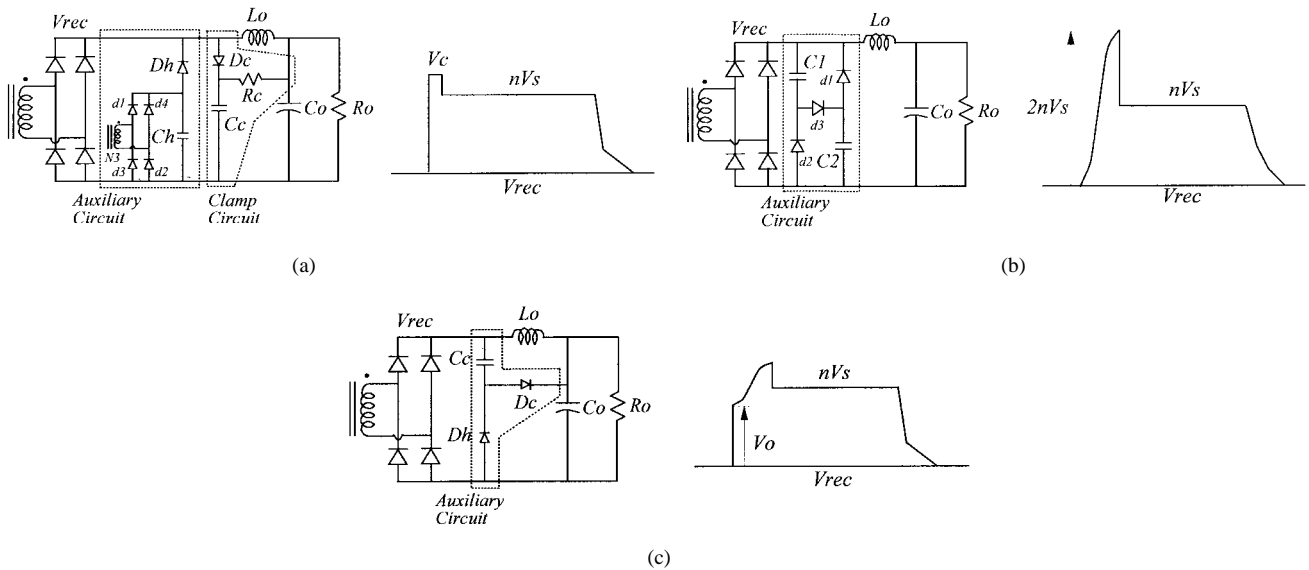 Vrec
Lo
Dh
Dc
Rc
d1
d4
Ch
Cc
Co
Ro
N3
d3
d2
Auxiliary
Circuit
Clamp
Circuit
Vc
nVs
Vrec
(a)
Vrec
Lo
C1
d1
d3
d2
C2
Co
Ro
Auxiliary
Circuit
2nVs
nVs
Vrec
(b)
Vrec
Lo
Cc
Dc
Co
Ro
Dh
Auxiliary
Circuit
nVs
Vo
Vrec
(c)